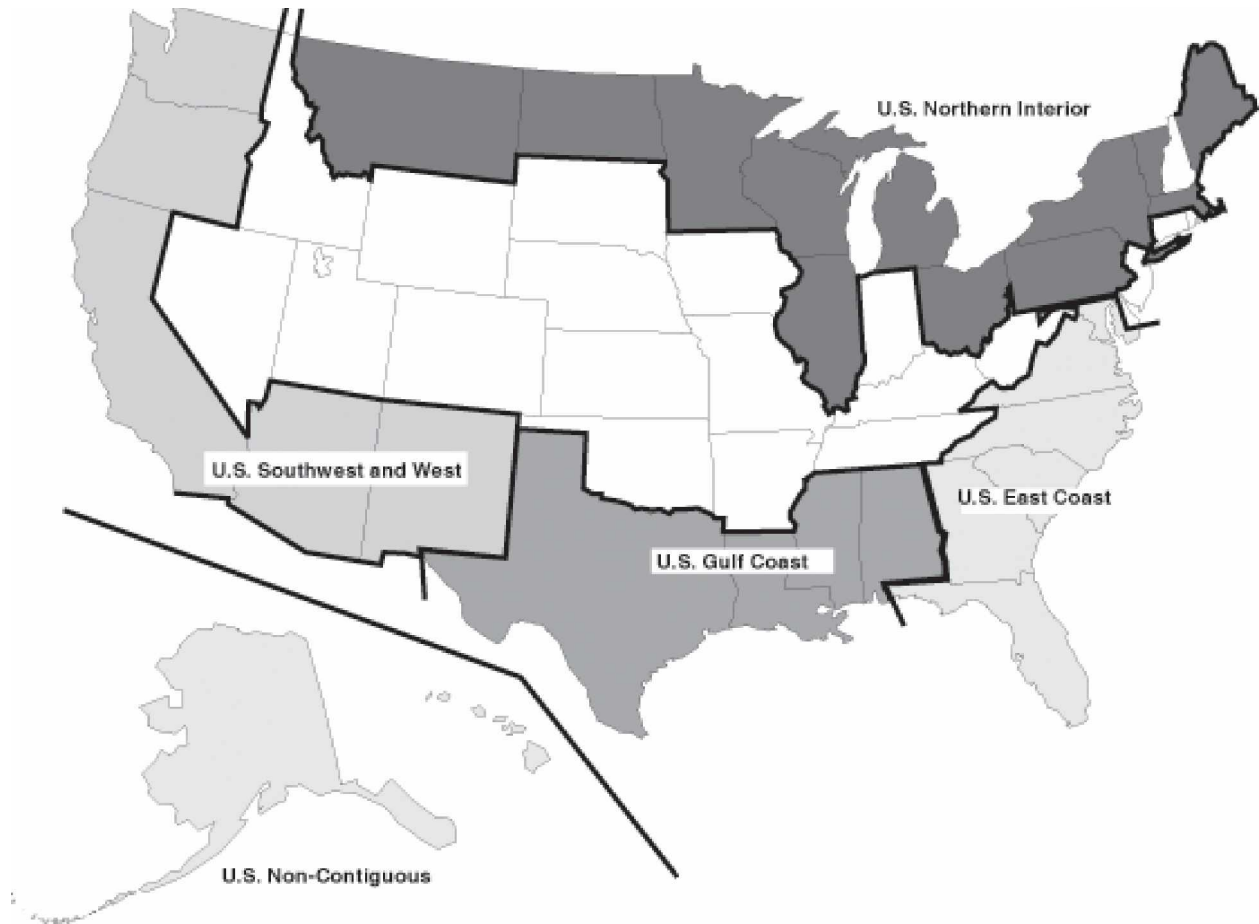 U.S. Northern Interior
U.S. Southwest and West
U.S. East Coast
U.S. Gulf Coast
U.S. Non-Contiguous